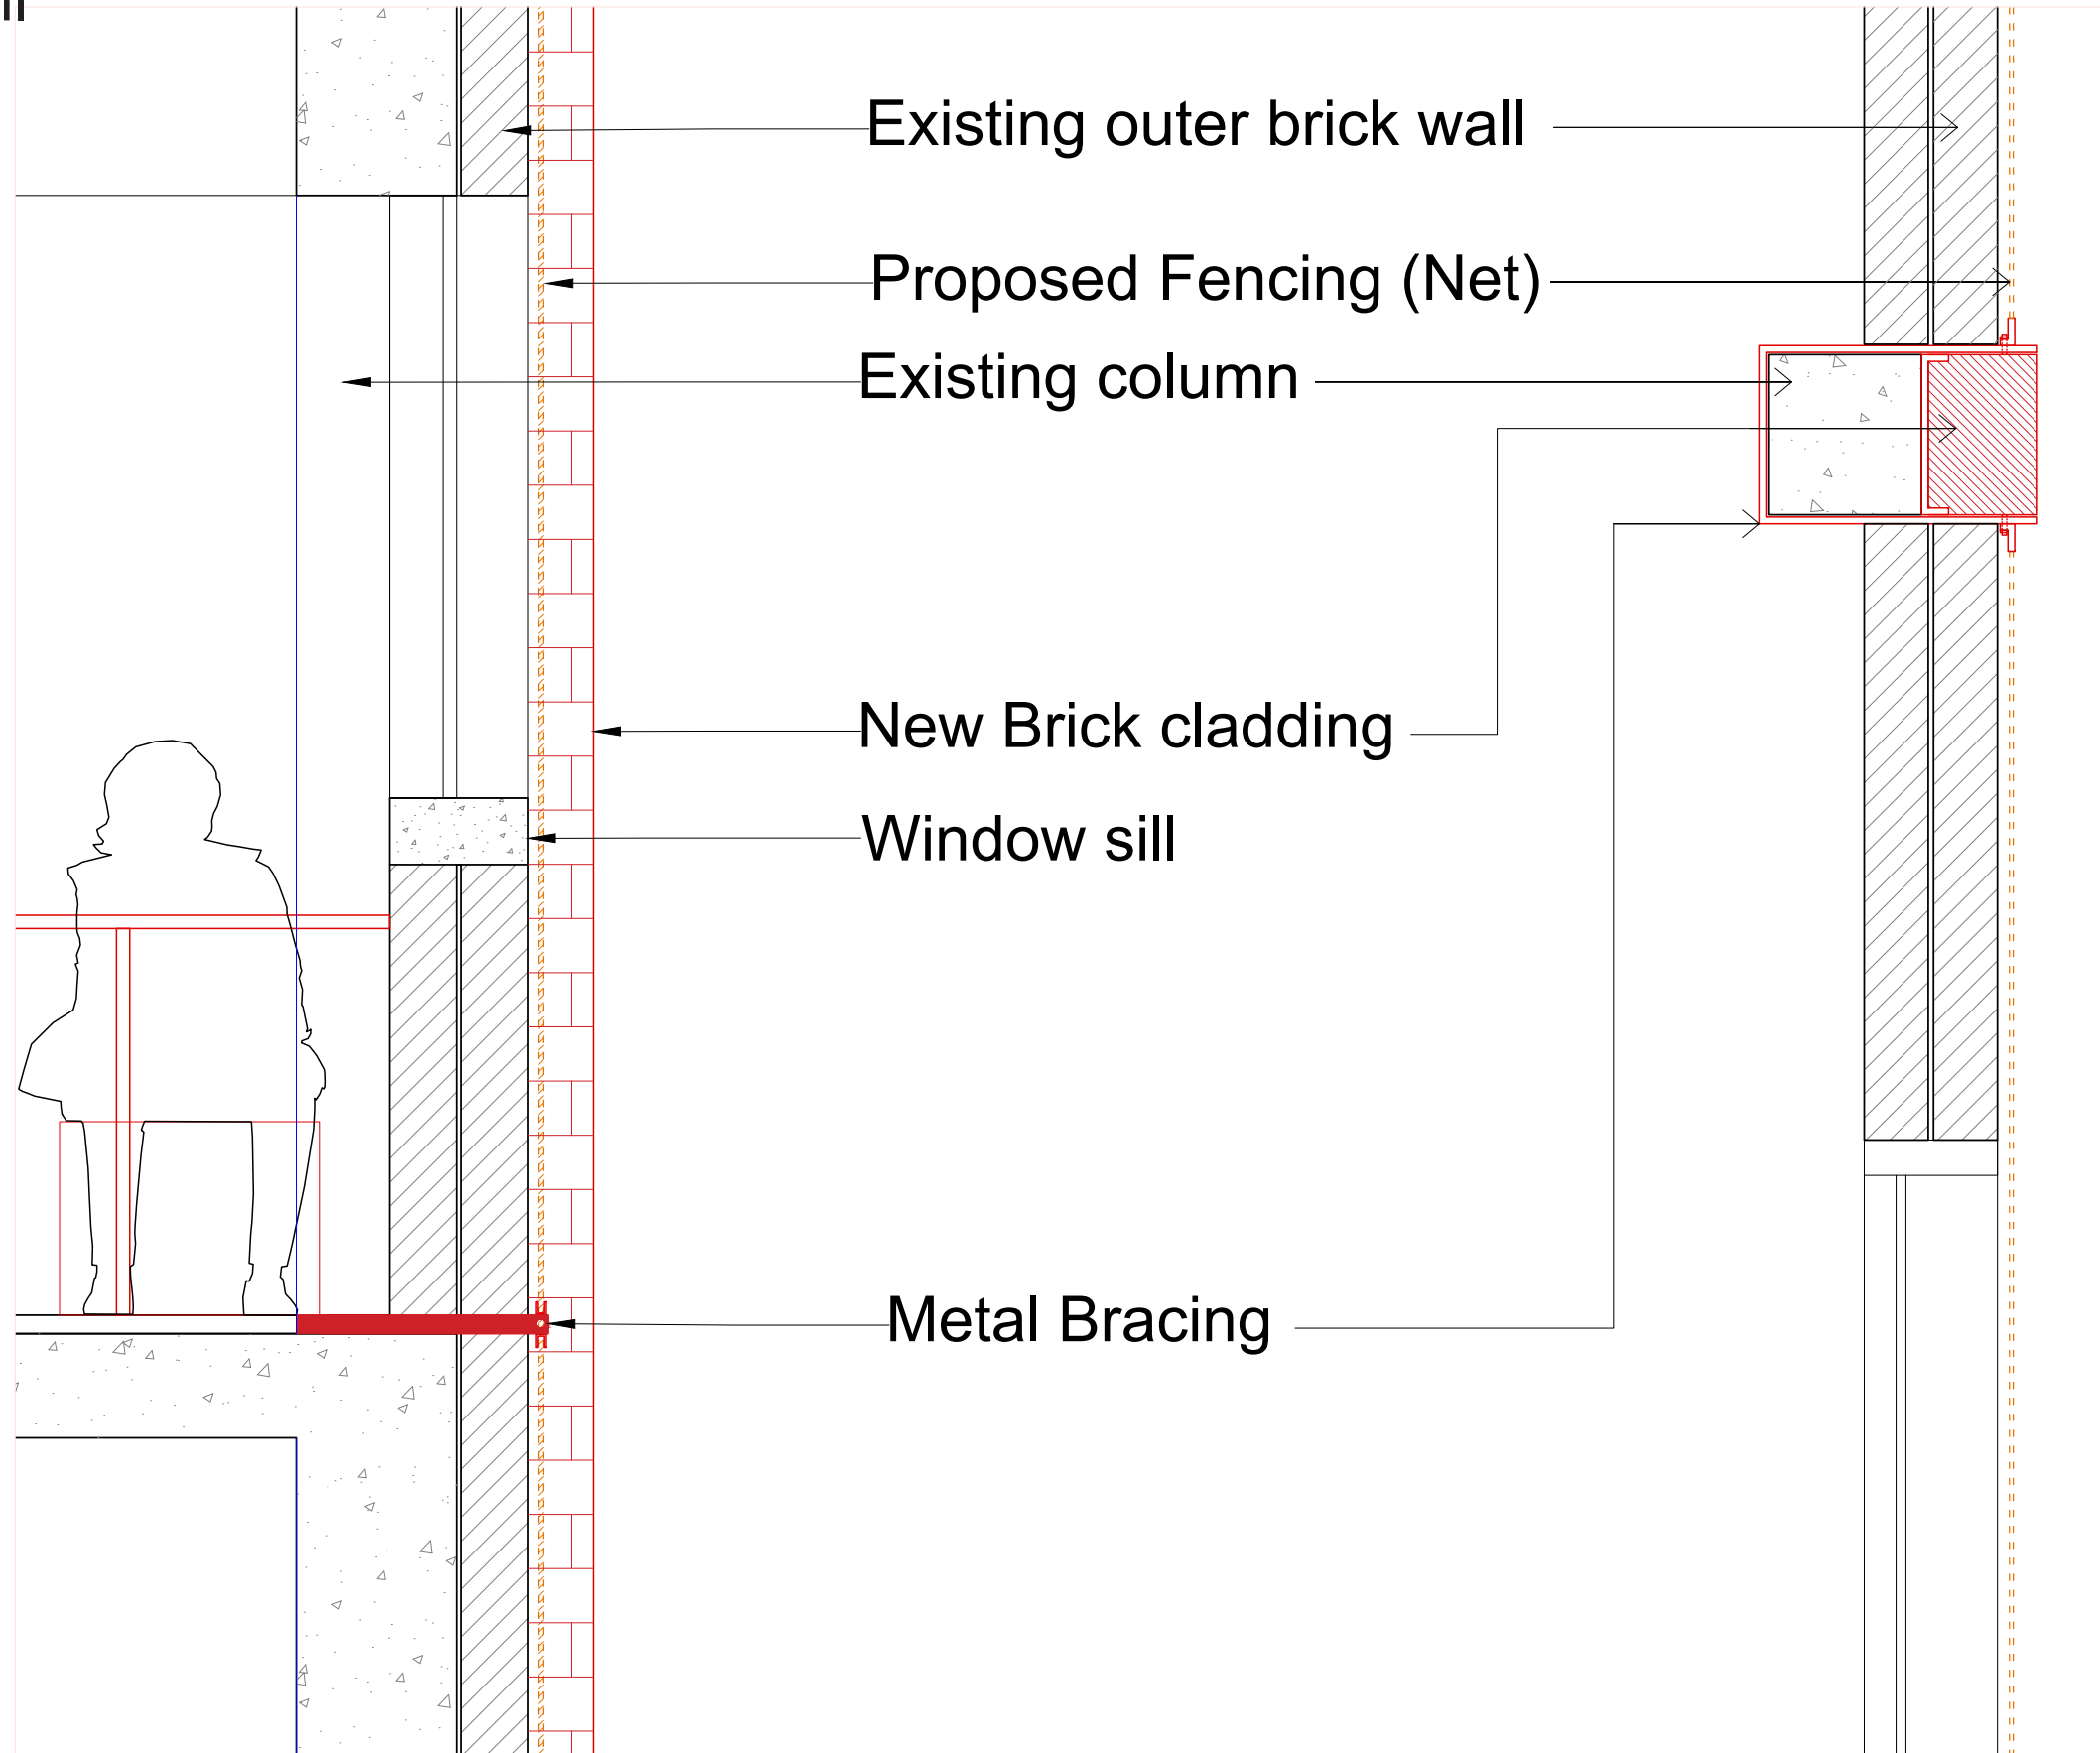 Existing outer brick wall
Proposed Fencing (Net)
Existing column
New Brick cladding
Window sill
Metal Bracing